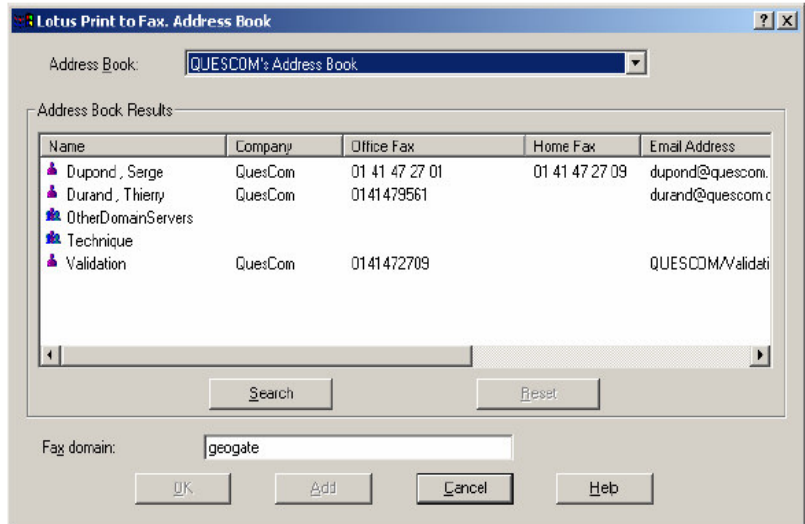 Lotus Print to Fax. Address Book
Address Book: QUESCOM's Address Book
Address Book Results
Name Company Office Fax Home Fax Email Address
Dupond , Serge QuesCom 01 41 47 27 01 01 41 47 27 09 dupond@quescom.
Durand , Thierry QuesCom 0141479561 durand@quescom.c
OtherDomainServers
Technique
Validation QuesCom 0141472709 QUESCOM/Validati
Search Reset
Fax domain: geogate
OK Add Cancel Help